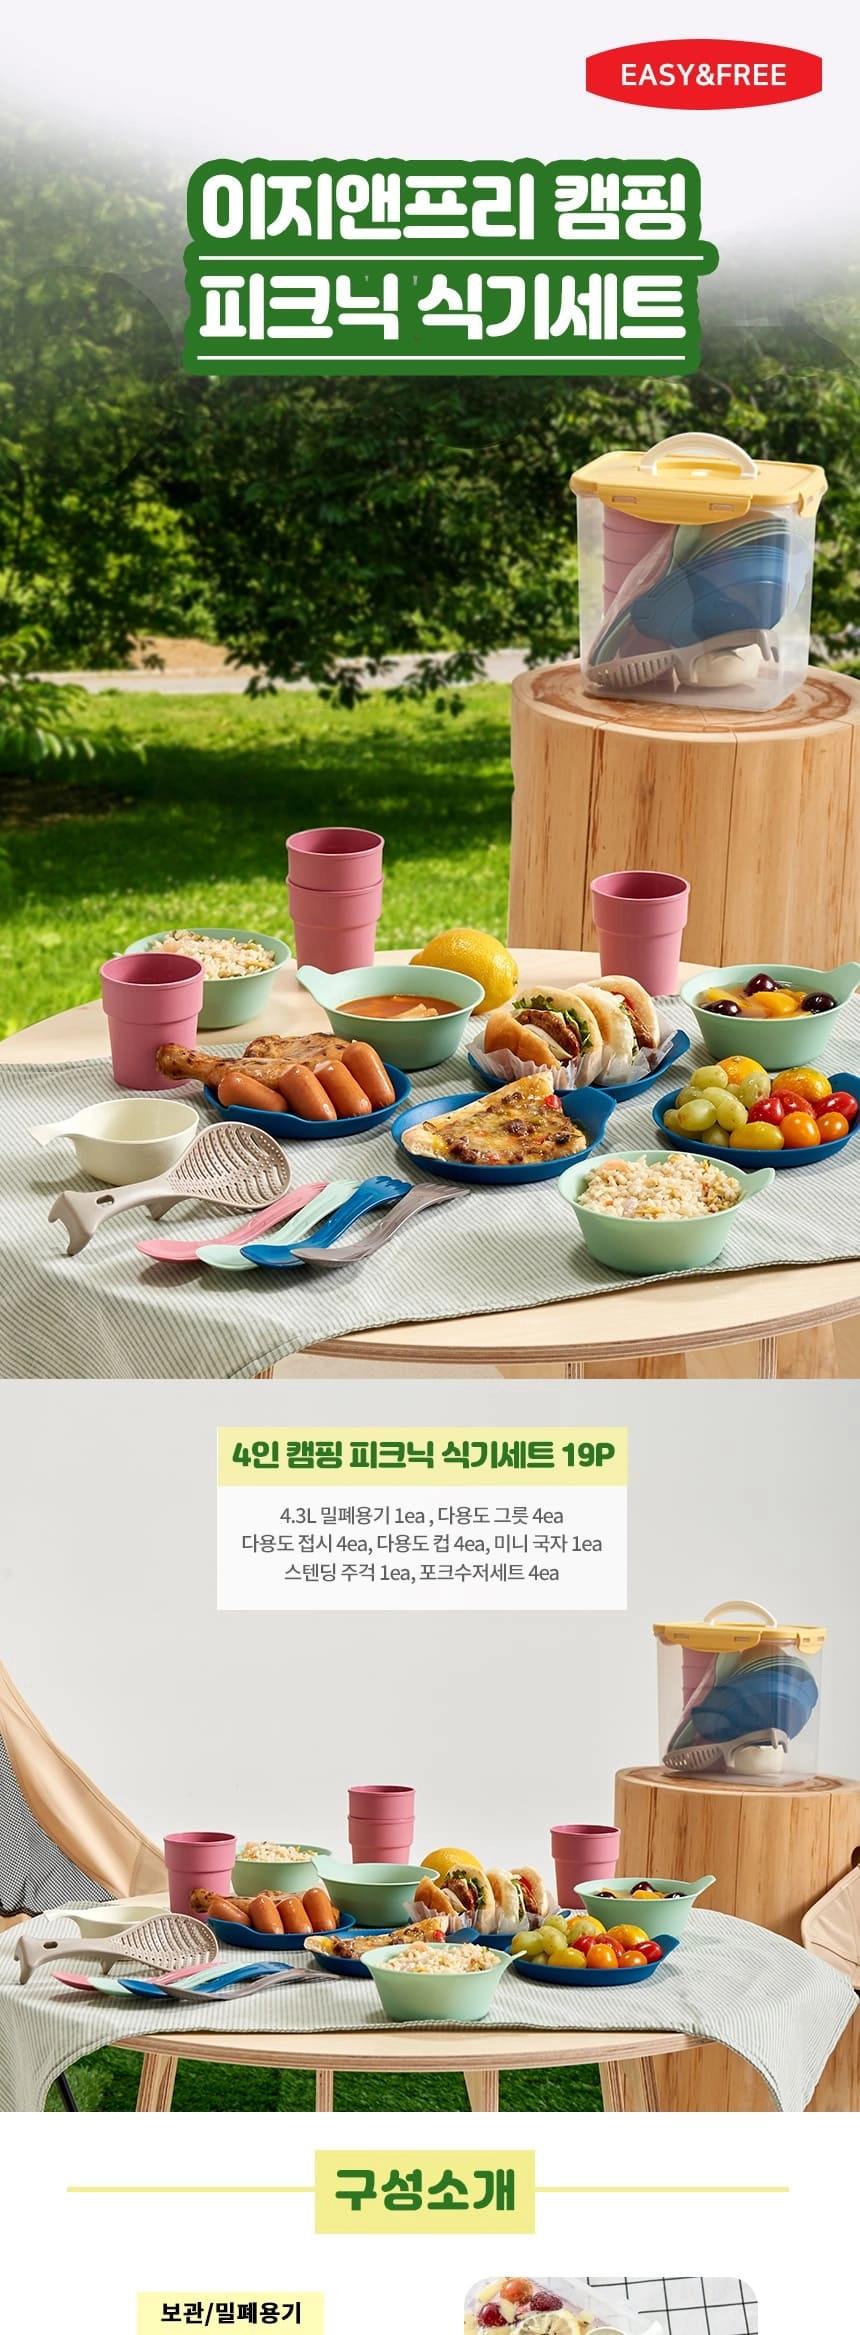 EASY&FREE
이지앤프리 캠핑
피크닉 식기세트
4인 캠핑 피크닉 식기세트 19P
4.3L 밀폐용기 1ea , 다용도 그릇 4ea
다용도 접시 4ea, 다용도 컵 4ea, 미니 국자 1ea
스텐딩 주걱 1ea, 포크수저세트 4ea
구성소개
보관/밀폐용기